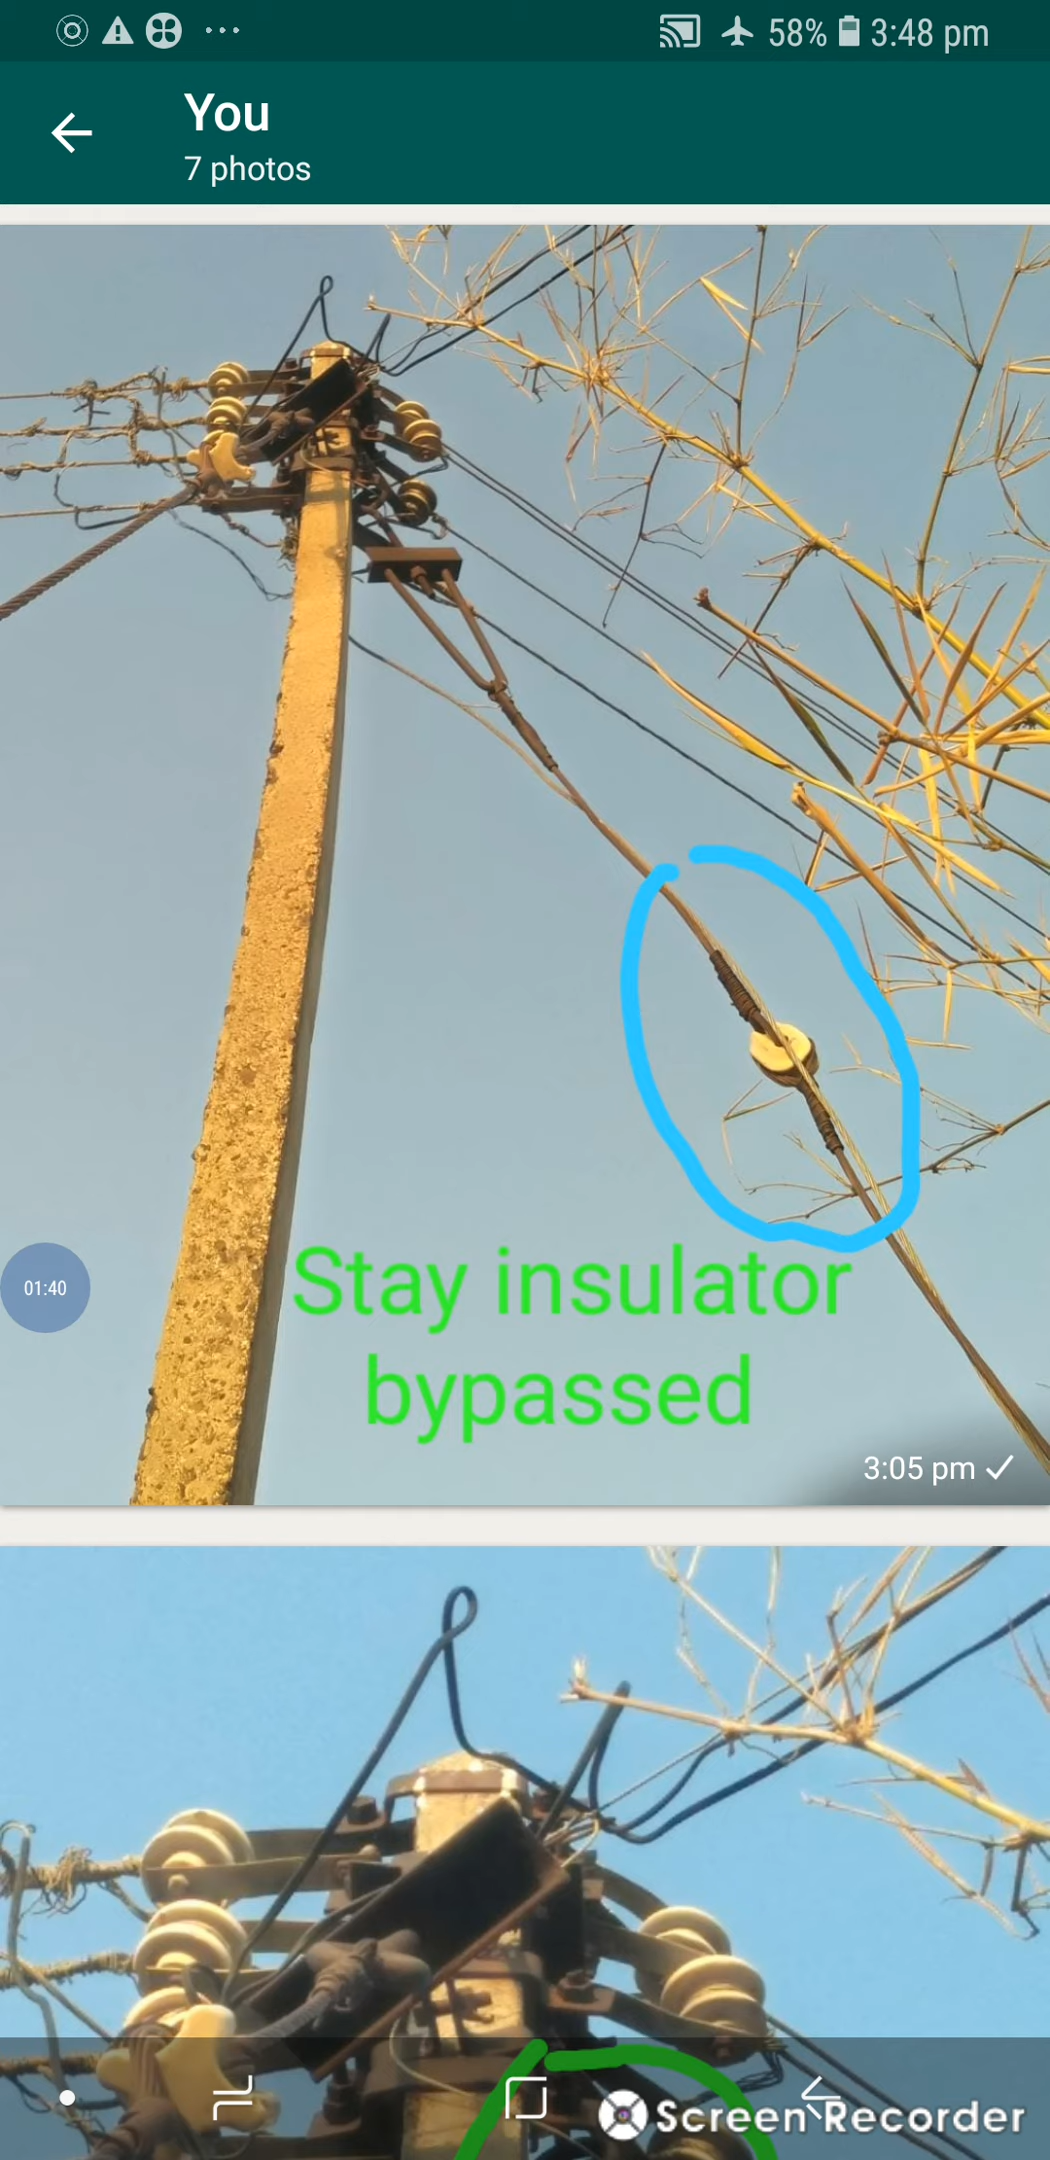 58% 3:48 pm
You
7 photos
01:40
Stay insulator
bypassed
3:05 pm
Screen Recorder